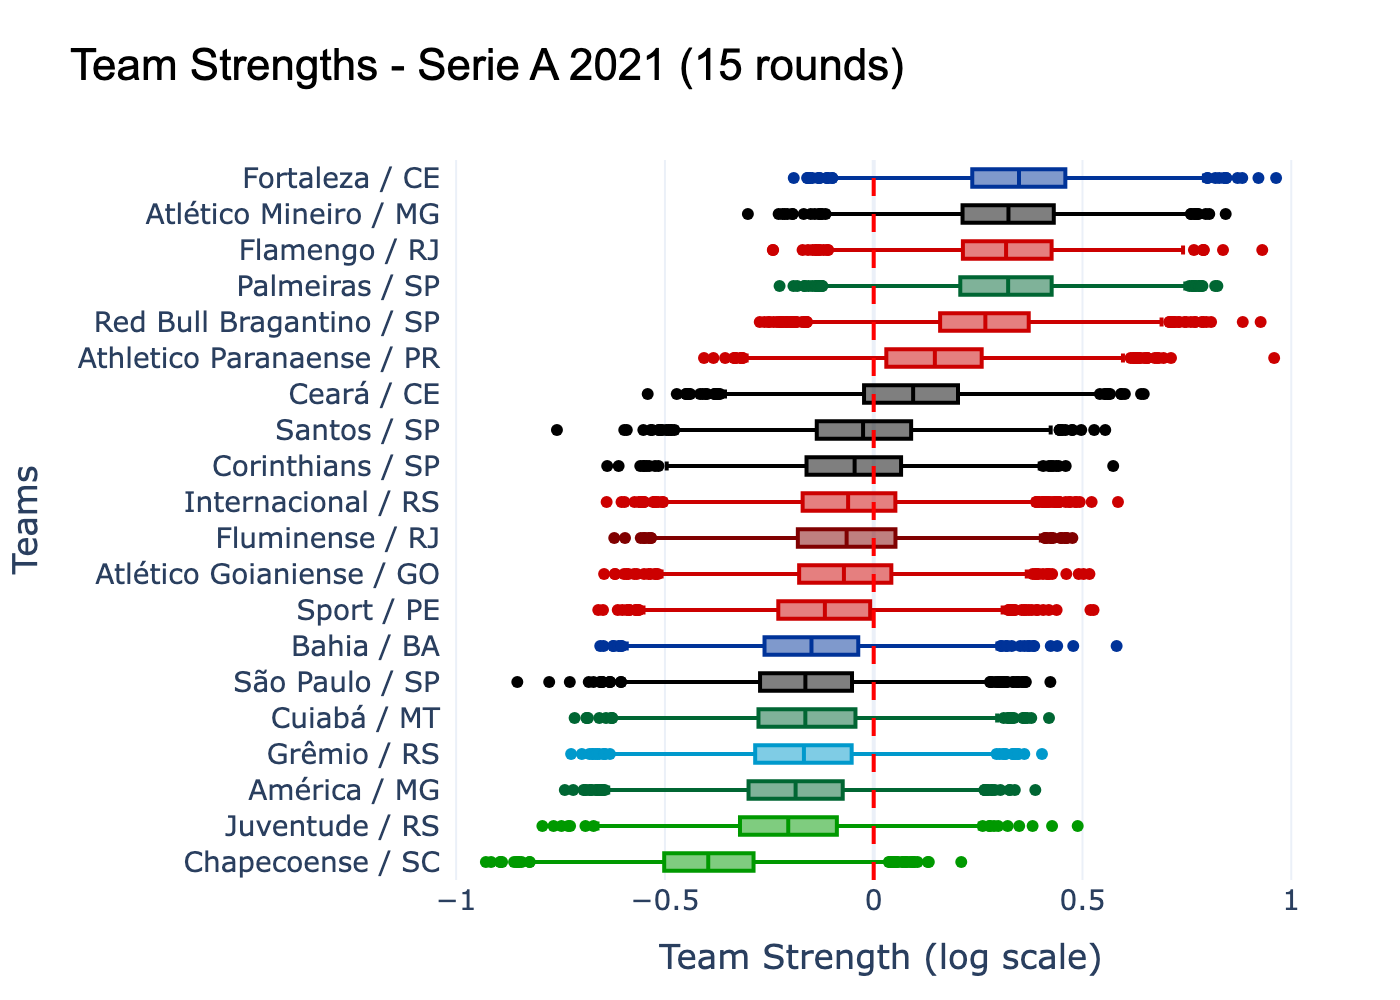 Team Strengths - Serie A 2021 (15 rounds)
Teams
Fortaleza / CE
Atlético Mineiro / MG
Flamengo / RJ
Palmeiras / SP
Red Bull Bragantino / SP
Athletico Paranaense / PR
Ceará / CE
Santos / SP
Corinthians / SP
Internacional / RS
Fluminense / RJ
Atlético Goianiense / GO
Sport / PE
Bahia / BA
São Paulo / SP
Cuiabá / MT
Grêmio / RS
América / MG
Juventude / RS
Chapecoense / SC
−1 −0.5 0 0.5 1
Team Strength (log scale)